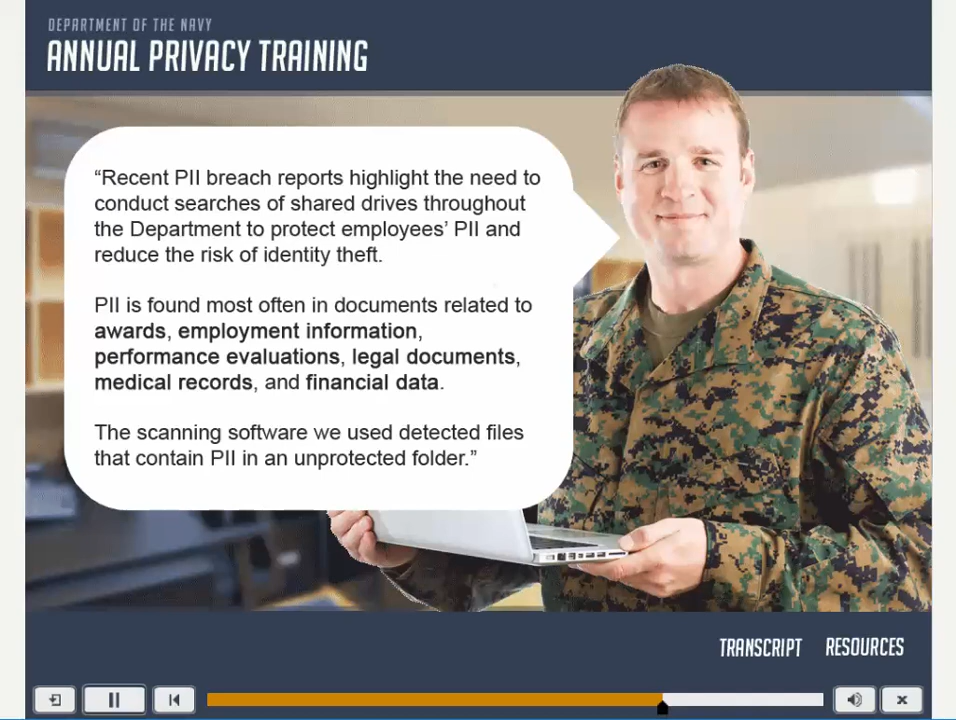 DEPARTMENT OF THE NAVY
ANNUAL PRIVACY TRAINING
“Recent PII breach reports highlight the need to
conduct searches of shared drives throughout
the Department to protect employees’ PII and
reduce the risk of identity theft.
PII is found most often in documents related to
awards, employment information,
performance evaluations, legal documents,
medical records, and financial data.
The scanning software we used detected files
that contain PII in an unprotected folder.”
TRANSCRIPT RESOURCES